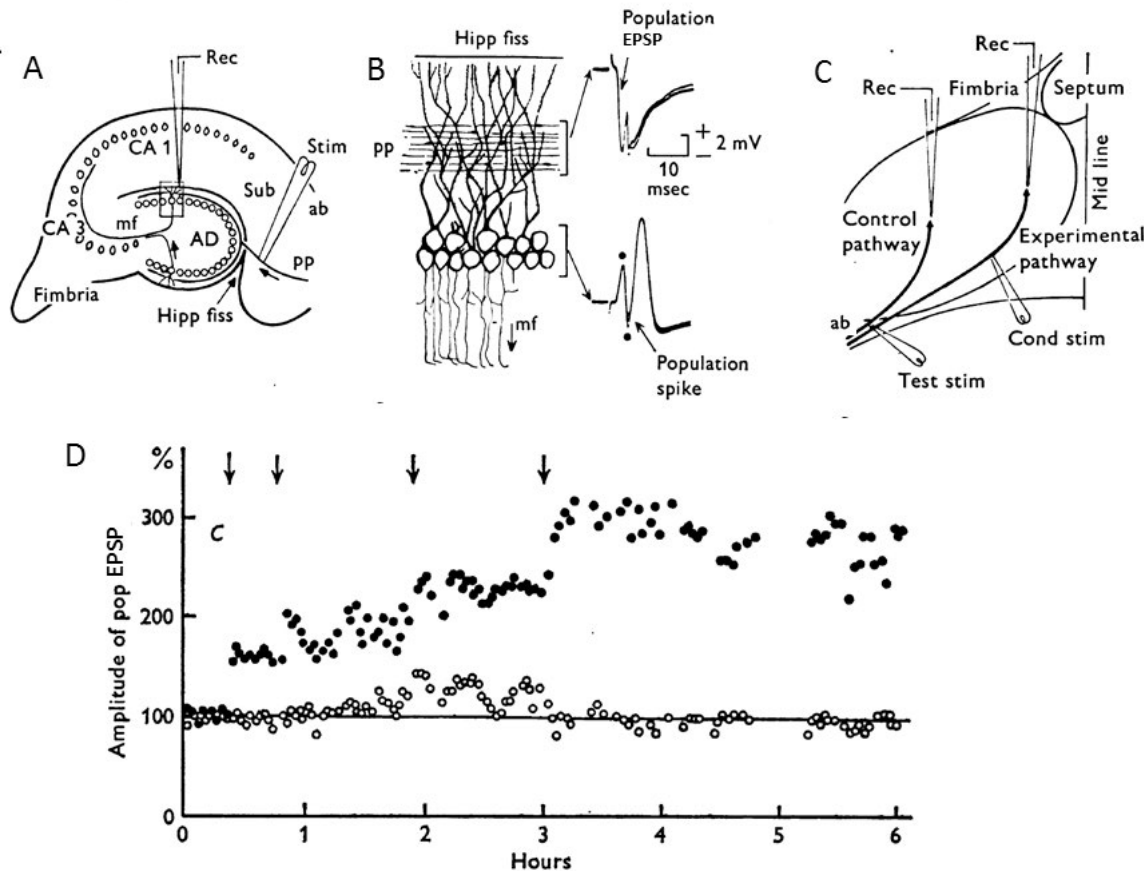 A
Rec
CA 1
Stim
Sub
ab
CA 3
mf
AD
pp
Fimbria
Hipp fiss
B
Hipp fiss
Population
EPSP
pp
+
− 2 mV
10
msec
mf
Population
spike
C
Rec
Rec
Fimbria
Septum
Mid line
Control
pathway
Experimental
pathway
ab
Cond stim
Test stim
D
%
C
300
200
100
0
Amplitude of pop EPSP
0 1 2 3 4 5 6
Hours